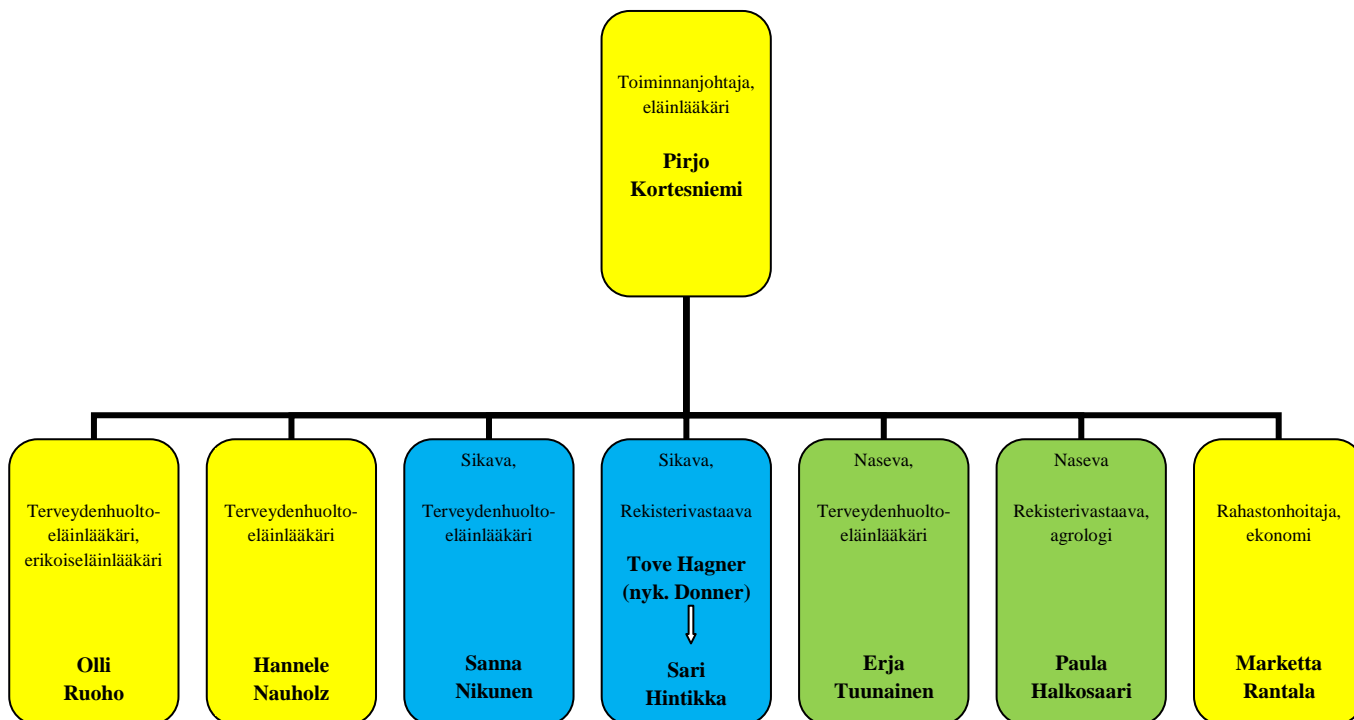 Toiminnanjohtaja,
eläinlääkäri
Pirjo
Kortesniemi
Terveydenhuolto-
eläinlääkäri,
erikoiseläinlääkäri
Olli
Ruoho
Terveydenhuolto-
eläinlääkäri
Hannele
Nauholz
Sikava,
Terveydenhuolto-
eläinlääkäri
Sanna
Nikunen
Sikava,
Rekisterivastaava
Tove Hagner
(nyk. Donner)
Sari
Hintikka
Naseva,
Terveydenhuolto-
eläinlääkäri
Erja
Tuunainen
Naseva
Rekisterivastaava,
agrologi
Paula
Halkosaari
Rahastonhoitaja,
ekonomi
Marketta
Rantala